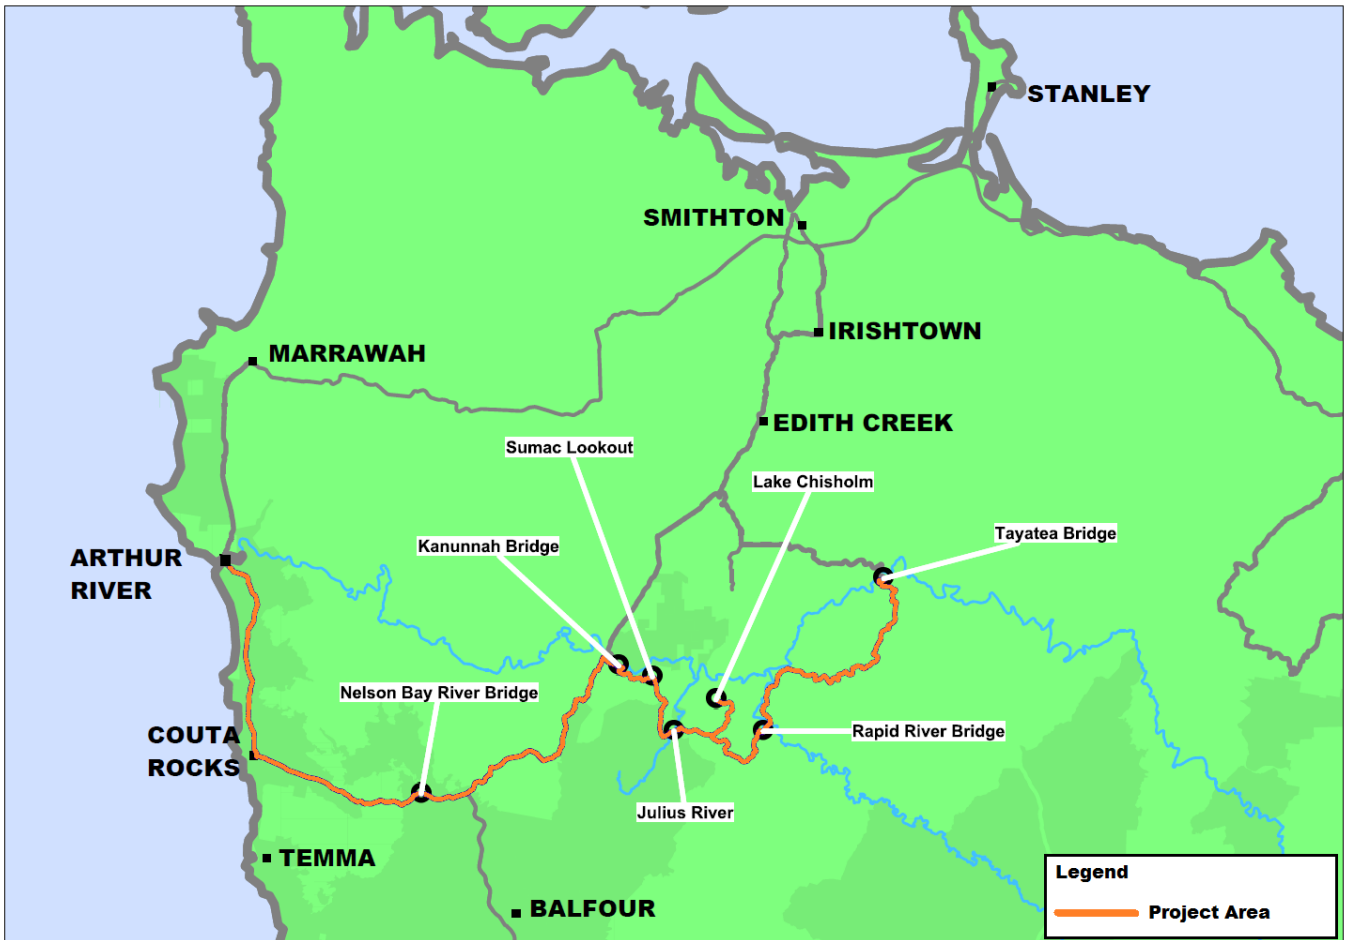 STANLEY
SMITHTON
IRISHTOWN
MARRAWAH
EDITH CREEK
Sumac Lookout
Lake Chisholm
Tayatea Bridge
Kanunnah Bridge
ARTHUR
RIVER
Nelson Bay River Bridge
Rapid River Bridge
COUTA
ROCKS
Julius River
TEMMA
BALFOUR
Legend
Project Area